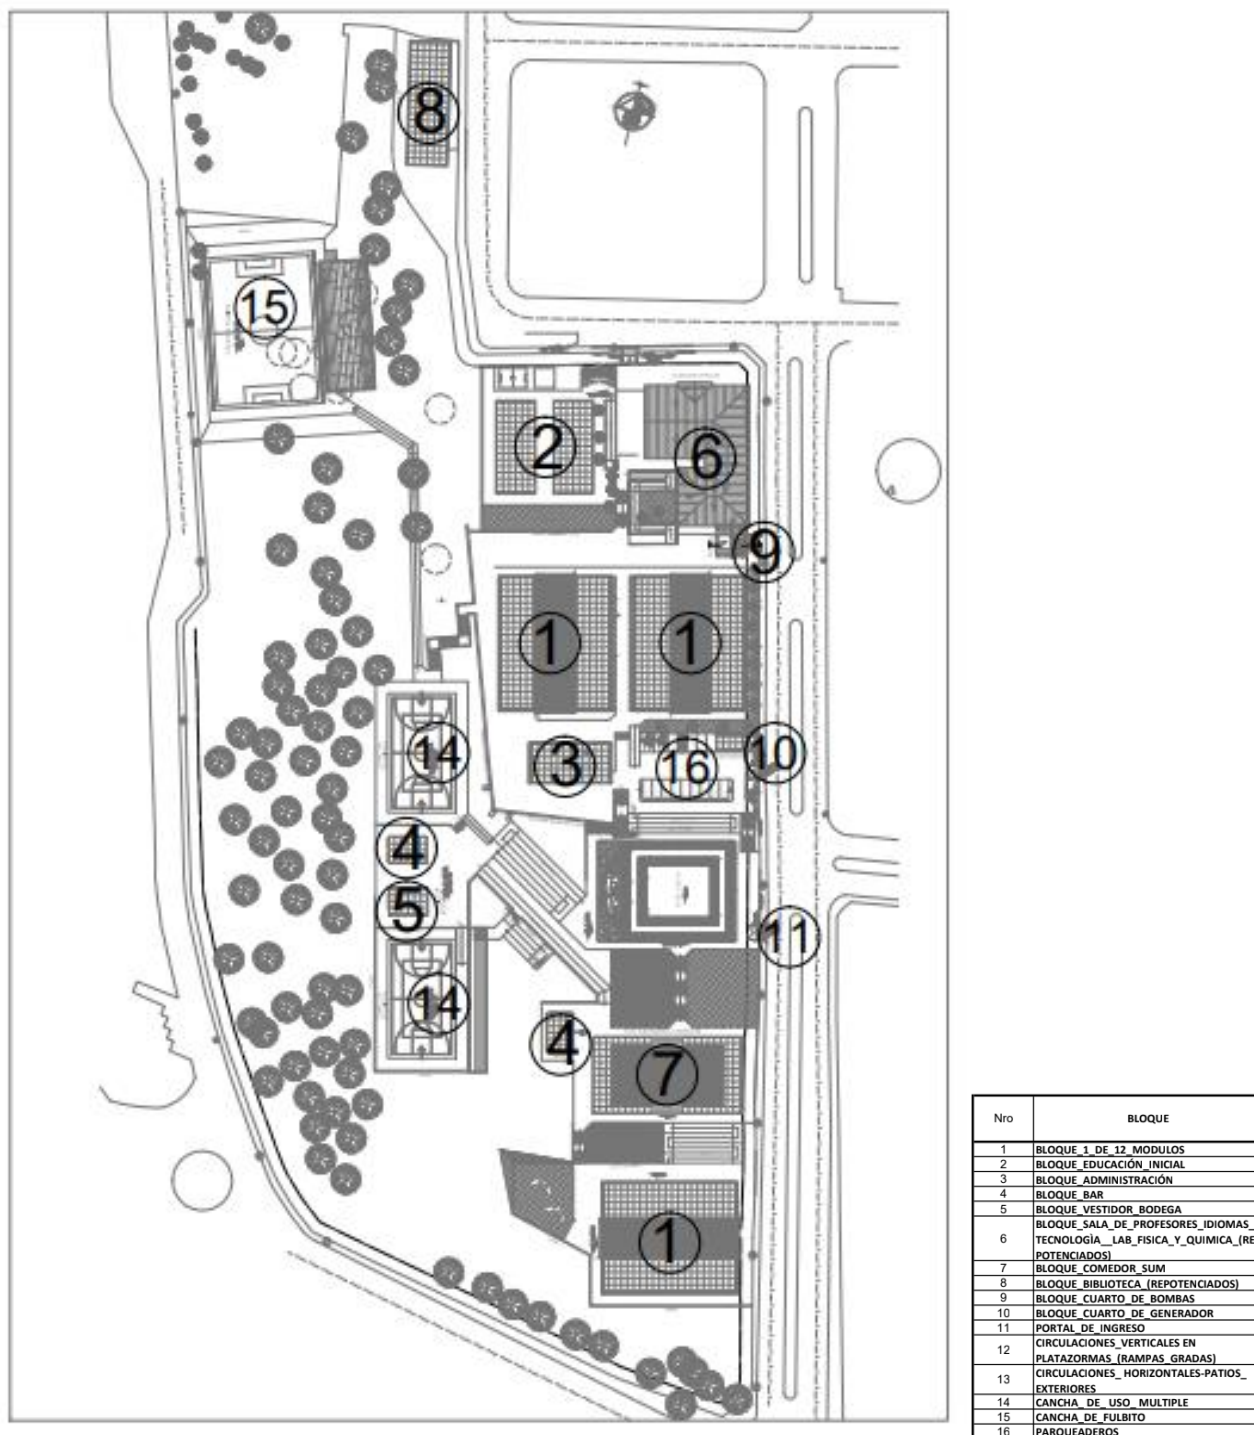 8
15
2
6
9
1
1
14
3
16
10
4
5
11
14
4
7
1
Nro BLOQUE
1 BLOQUE_1_DE_12_MODULOS
2 BLOQUE_EDUCACIÓN_INICIAL
3 BLOQUE_ADMINISTRACIÓN
4 BLOQUE_BAR
5 BLOQUE_VESTIDOR_BODEGA
6 BLOQUE_SALA_DE_PROFESORES_IDIOMAS_
TECNOLOGÌA__LAB_FISICA_Y_QUIMICA_(RE
POTENCIADOS)
7 BLOQUE_COMEDOR_SUM
8 BLOQUE_BIBLIOTECA_(REPOTENCIADOS)
9 BLOQUE_CUARTO_DE_BOMBAS
10 BLOQUE_CUARTO_DE_GENERADOR
11 PORTAL_DE_INGRESO
12 CIRCULACIONES_VERTICALES EN
PLATAZORMAS_(RAMPAS_GRADAS)
13 CIRCULACIONES_ HORIZONTALES-PATIOS_
EXTERIORES
14 CANCHA_ DE_ USO_ MULTIPLE
15 CANCHA_DE_FULBITO
16 PARQUEADEROS